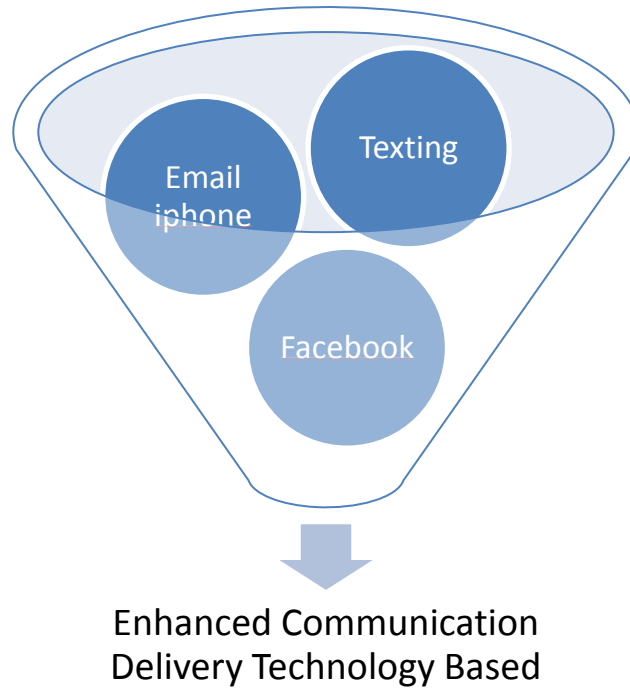 Texting
Email
iphone
Facebook
Enhanced Communication
Delivery Technology Based